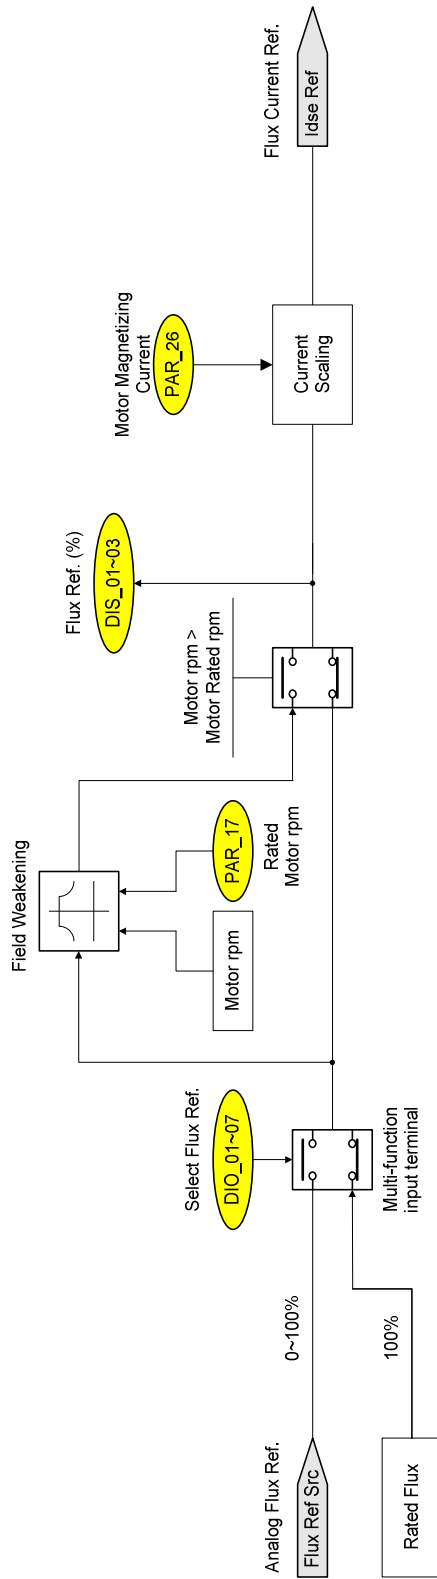 Analog Flux Ref.
Flux Ref Src
0~100%
Rated Flux
100%
Select Flux Ref.
DIO_01~07
Multi-function
input terminal
Field Weakening
Motor rpm
PAR_17
Rated
Motor rpm
Motor rpm >
Motor Rated rpm
Flux Ref. (%)
DIS_01~03
Motor Magnetizing
Current
PAR_26
Current
Scaling
Flux Current Ref.
Idse Ref